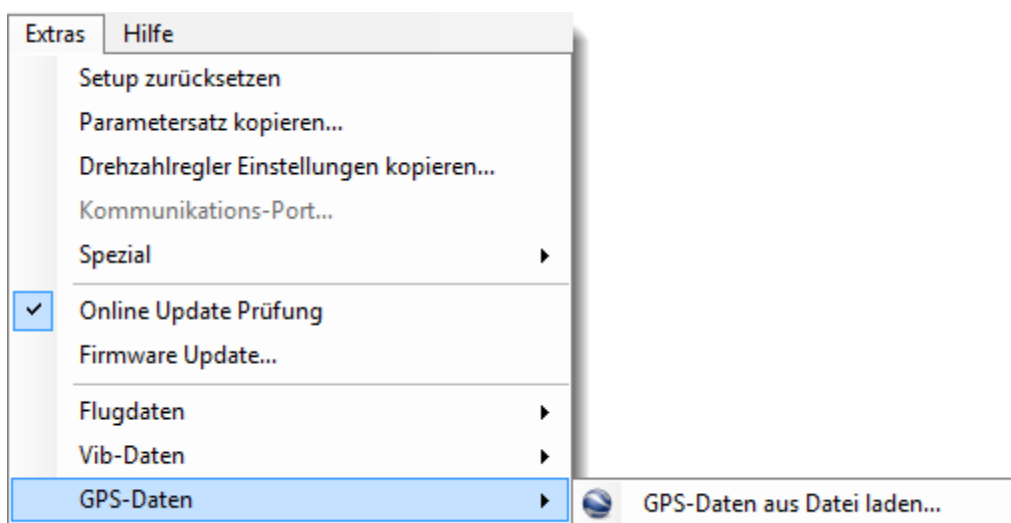 Extras Hilfe
Setup zurücksetzen
Parametersatz kopieren...
Drehzahlregler Einstellungen kopieren...
Kommunikations-Port...
Spezial
Online Update Prüfung
Firmware Update...
Flugdaten
Vib-Daten
GPS-Daten
GPS-Daten aus Datei laden...